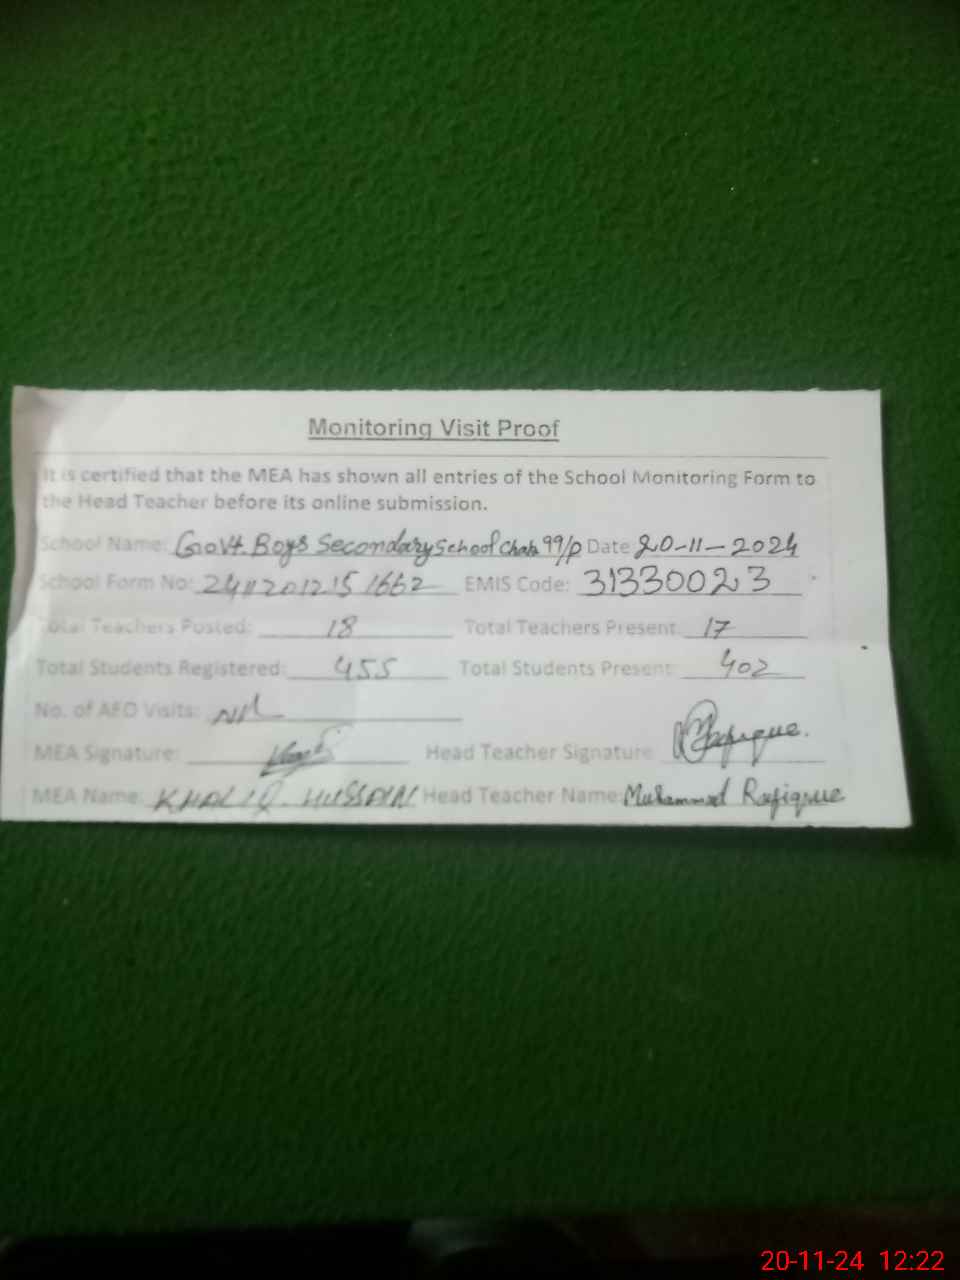 Monitoring Visit Proof
It is certified that the MEA has shown all entries of the School Monitoring Form to
the Head Teacher before its online submission.
School Name: Govt. Boys Secondary School Chak 99/p Date 20-11-2024
School Form No: 24112012151662 EMIS Code: 31330023
Total Teachers Posted: 18 Total Teachers Present: 17
Total Students Registered: 455 Total Students Present: 402
No. of AEO Visits: Nil
MEA Signature: Head Teacher Signature Rafique.
MEA Name: KHALIQ HUSSAIN Head Teacher Name: Muhammad Rafique
20-11-24 12:22